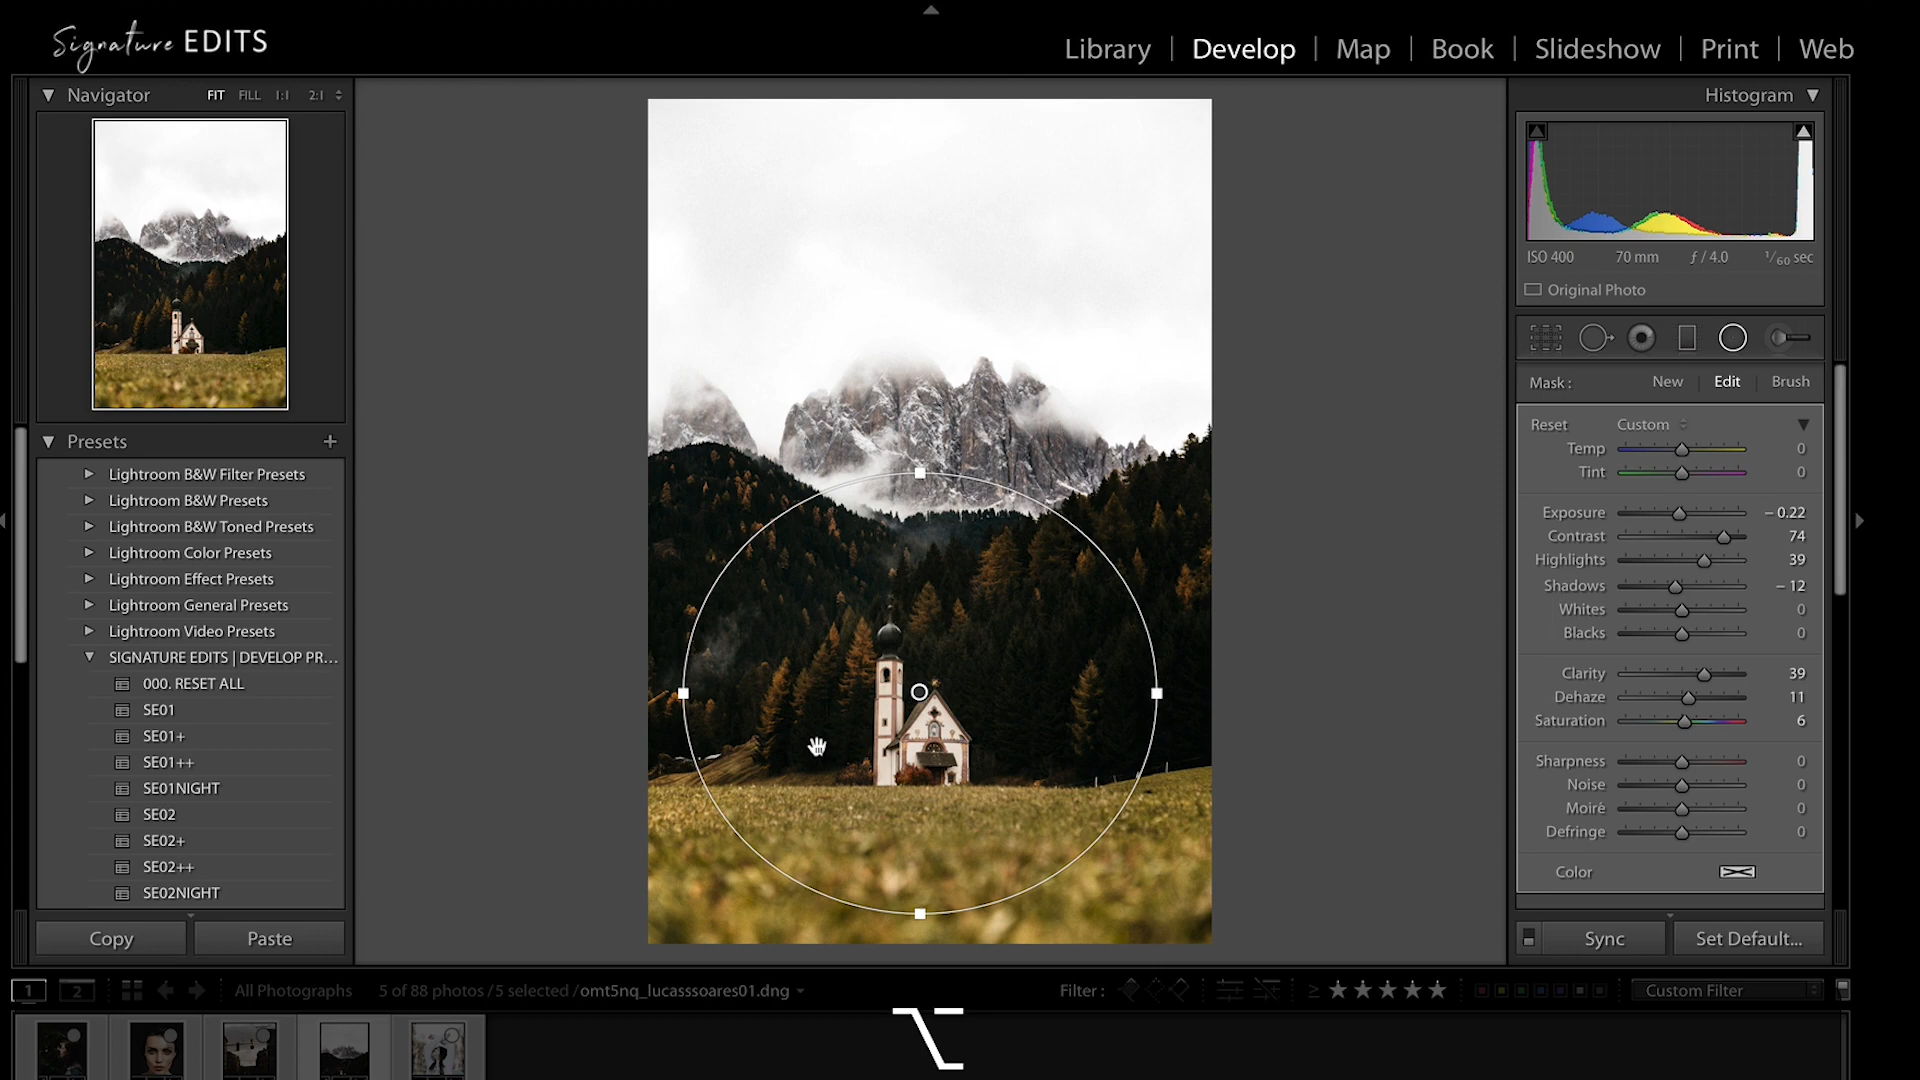 Signature EDITS
Library | Develop | Map | Book | Slideshow | Print | Web
Navigator FIT FILL 1:1 2:1
Presets +
Lightroom B&W Filter Presets
Lightroom B&W Presets
Lightroom B&W Toned Presets
Lightroom Color Presets
Lightroom Effect Presets
Lightroom General Presets
Lightroom Video Presets
SIGNATURE EDITS | DEVELOP PR...
000. RESET ALL
SE01
SE01+
SE01++
SE01NIGHT
SE02
SE02+
SE02++
SE02NIGHT
Copy Paste
Histogram
ISO 400 70 mm ƒ / 4.0 1/60 sec
Original Photo
Mask : New Edit Brush
Reset Custom
Temp 0
Tint 0
Exposure – 0.22
Contrast 74
Highlights 39
Shadows – 12
Whites 0
Blacks 0
Clarity 39
Dehaze 11
Saturation 6
Sharpness 0
Noise 0
Moiré 0
Defringe 0
Color
Sync Set Default...
1 2 All Photographs 5 of 88 photos / 5 selected / omt5nq_lucasssoares01.dng Filter : ≥ ★★★★★ Custom Filter
⌥